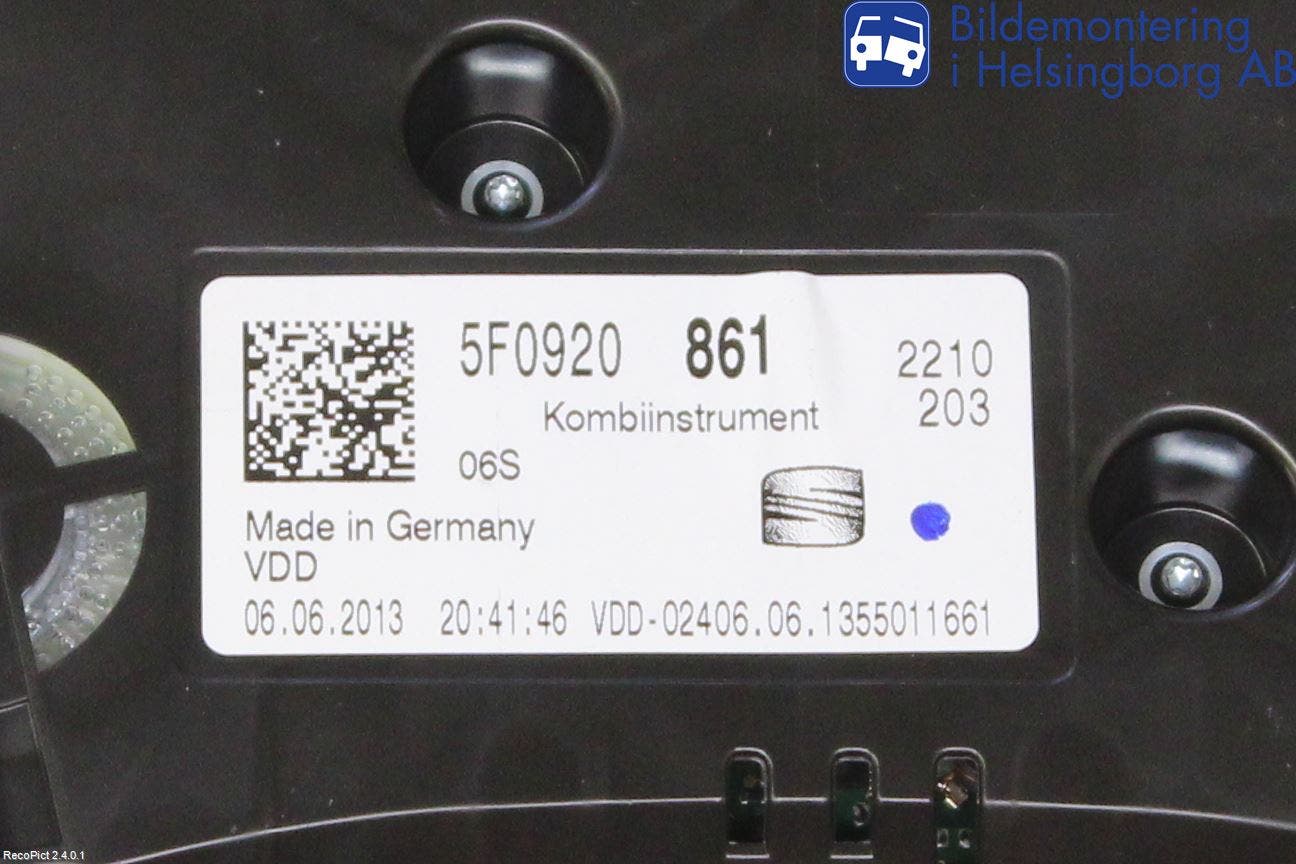 Bildemontering
i Helsingborg AB
5F0920 861 2210
203
Kombiinstrument
06S
Made in Germany
VDD
06.06.2013 20:41:46 VDD-02406.06.1355011661
RecoPict 2.4.0.1